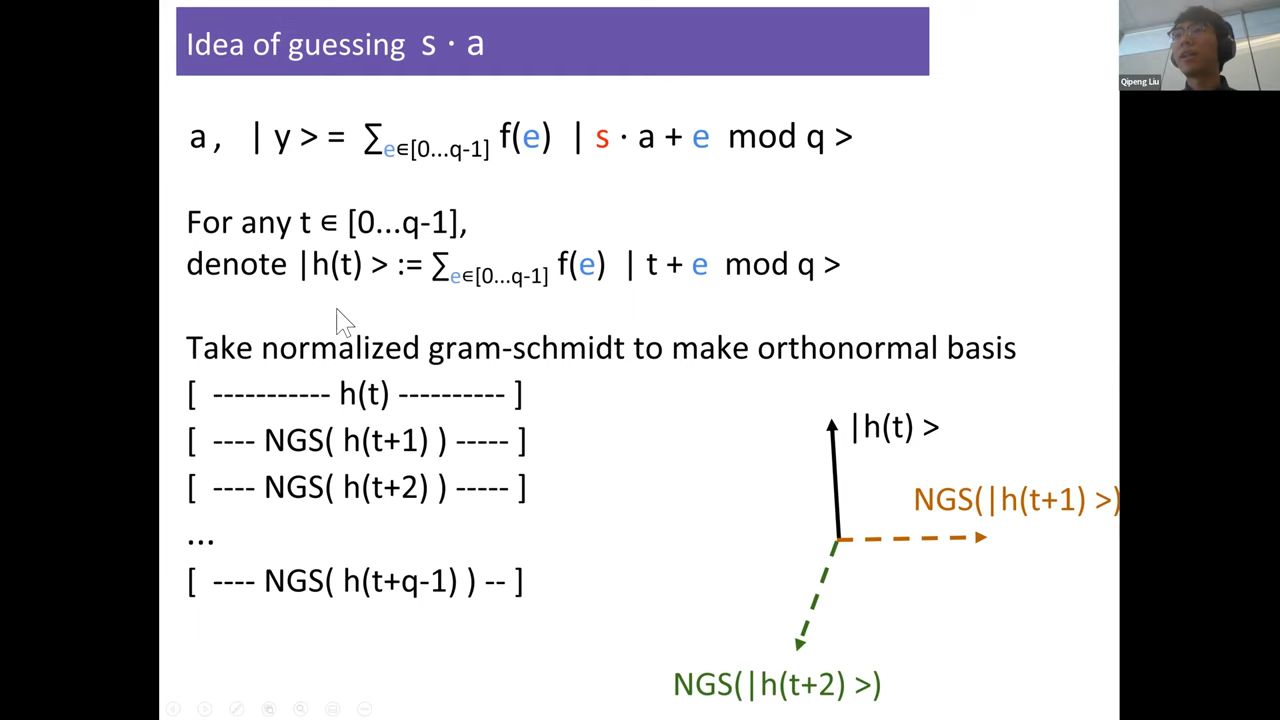 Idea of guessing s · a
Qipeng Liu
a, | y > = ∑e∈[0...q-1] f(e) | s · a + e mod q >
For any t ∈ [0...q-1],
denote |h(t) > := ∑e∈[0...q-1] f(e) | t + e mod q >
Take normalized gram-schmidt to make orthonormal basis
[ ----------- h(t) ---------- ]
[ ---- NGS( h(t+1) ) ----- ]
[ ---- NGS( h(t+2) ) ----- ]
...
[ ---- NGS( h(t+q-1) ) -- ]
|h(t) >
NGS(|h(t+1) >)
NGS(|h(t+2) >)